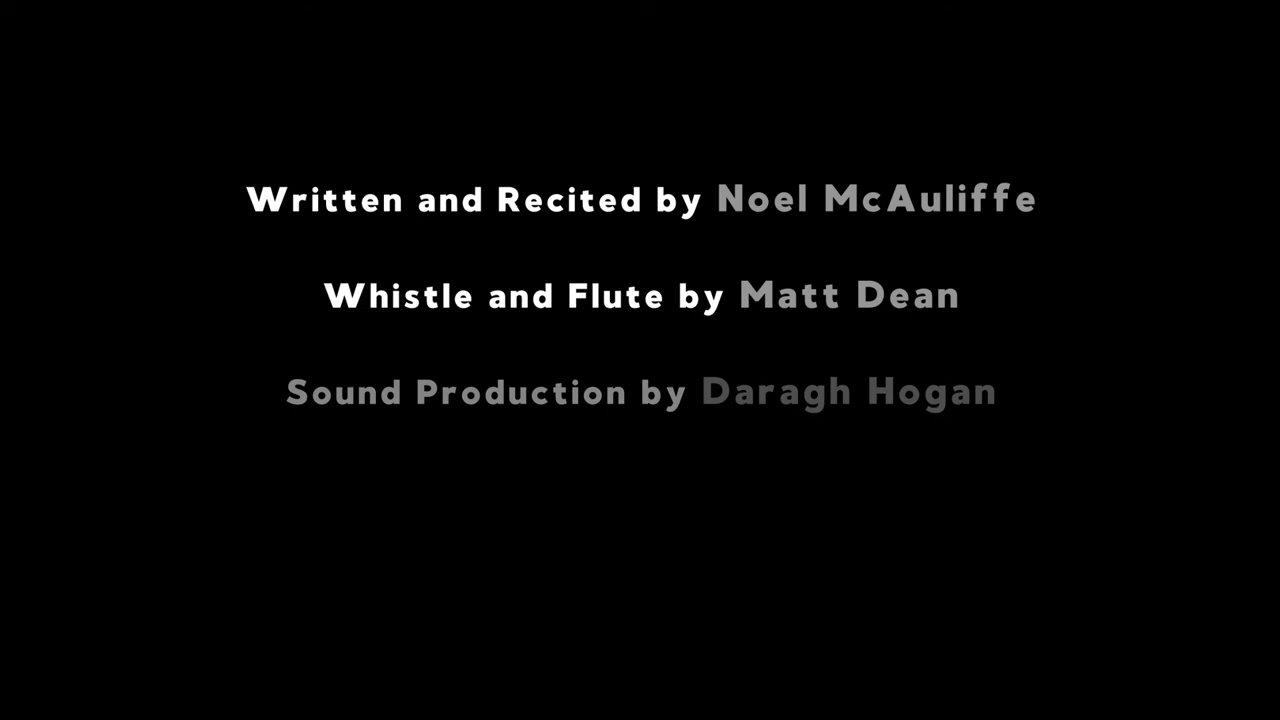 Written and Recited by Noel McAuliffe
Whistle and Flute by Matt Dean
Sound Production by Daragh Hogan